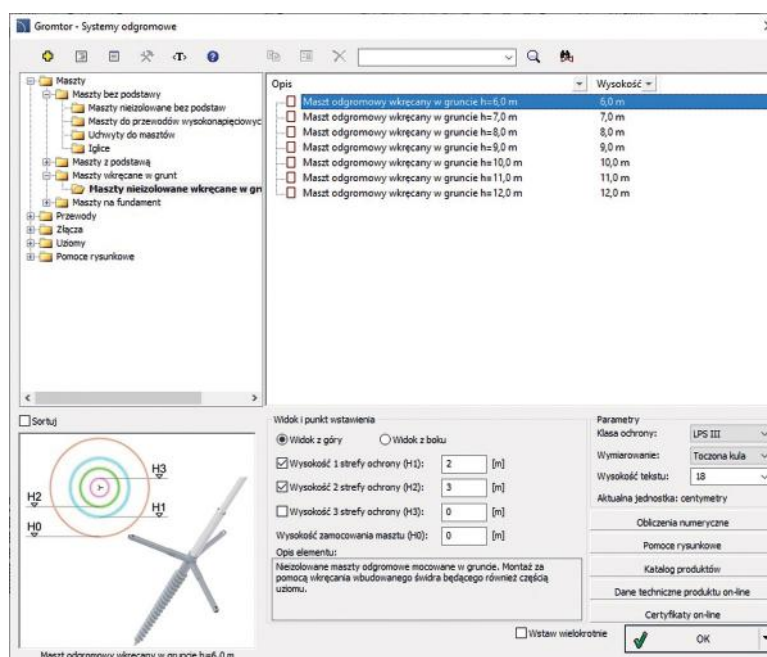 Gromtor - Systemy odgromowe
Maszty
Maszty bez podstawy
Maszty nieizolowane bez podstaw
Maszty do przewodów wysokonapięciowyc
Uchwyty do masztów
Iglice
Maszty z podstawą
Maszty wkręcane w grunt
Maszty nieizolowane wkręcane w grı
Maszty na fundament
Przewody
Złącza
Uziomy
Pomoce rysunkowe
Opis Wysokość
Maszt odgromowy wkręcany w gruncie h=6,0 m 6,0 m
Maszt odgromowy wkręcany w gruncie h=7,0 m 7,0 m
Maszt odgromowy wkręcany w gruncie h=8,0 m 8,0 m
Maszt odgromowy wkręcany w gruncie h=9,0 m 9,0 m
Maszt odgromowy wkręcany w gruncie h=10,0 m 10,0 m
Maszt odgromowy wkręcany w gruncie h=11,0 m 11,0 m
Maszt odgromowy wkręcany w gruncie h=12,0 m 12,0 m
Sortuj
H3
H2
H1
H0
Maszt odgromowy wkręcany w gruncie h=6,0 m
Widok i punkt wstawienia
Widok z góry Widok z boku
Wysokość 1 strefy ochrony (H1): 2 [m]
Wysokość 2 strefy ochrony (H2): 3 [m]
Wysokość 3 strefy ochrony (H3): 0 [m]
Wysokość zamocowania masztu (H0): 0 [m]
Opis elementu:
Nieizolowane maszty odgromowe mocowane w gruncie. Montaż za
pomocą wkręcania wbudowanego świdra będącego również częścią
uziomu.
Parametry
Klasa ochrony: LPS III
Wymiarowanie: Toczona kula
Wysokość tekstu: 18
Aktualna jednostka: centymetry
Obliczenia numeryczne
Pomoce rysunkowe
Katalog produktów
Dane techniczne produktu on-line
Certyfikaty on-line
Wstaw wielokrotnie OK